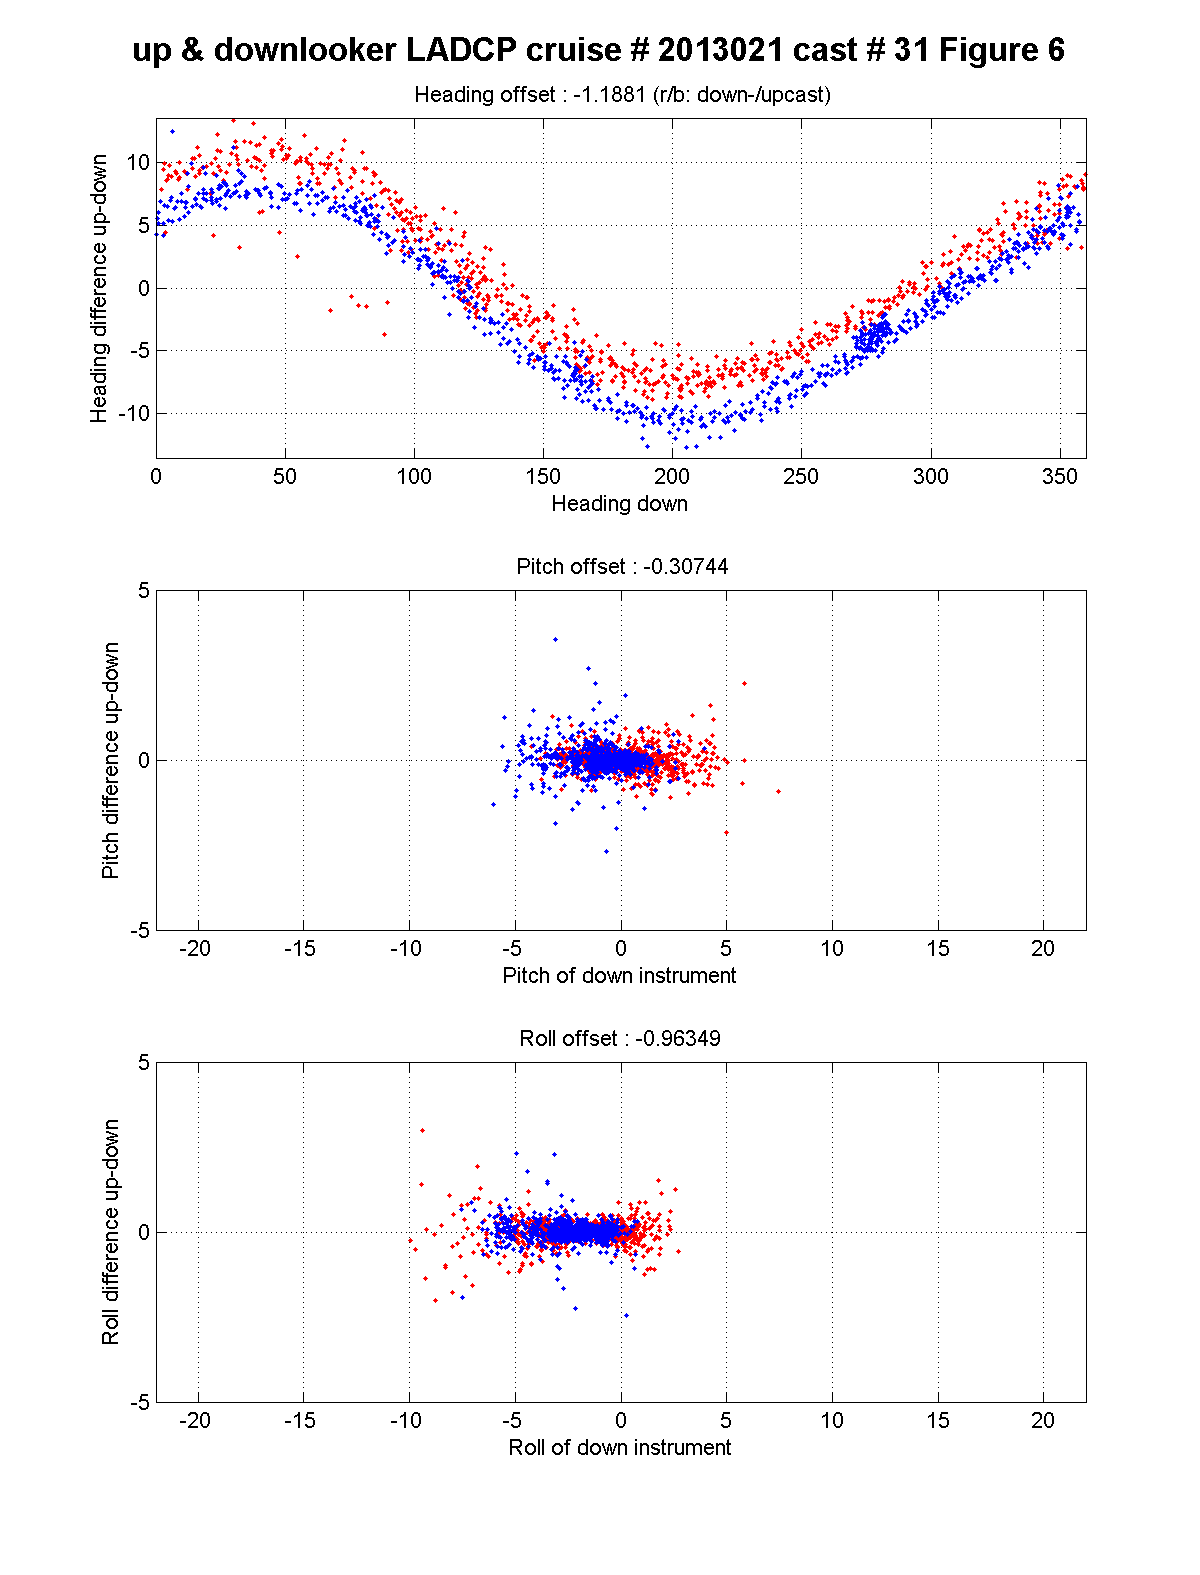 up & downlooker LADCP cruise # 2013021 cast # 31 Figure 6
Heading offset : -1.1881 (r/b: down-/upcast)
Heading difference up-down
10
5
0
-5
-10
0 50 100 150 200 250 300 350
Heading down
Pitch offset : -0.30744
Pitch difference up-down
5
0
-5
-20 -15 -10 -5 0 5 10 15 20
Pitch of down instrument
Roll offset : -0.96349
Roll difference up-down
5
0
-5
-20 -15 -10 -5 0 5 10 15 20
Roll of down instrument